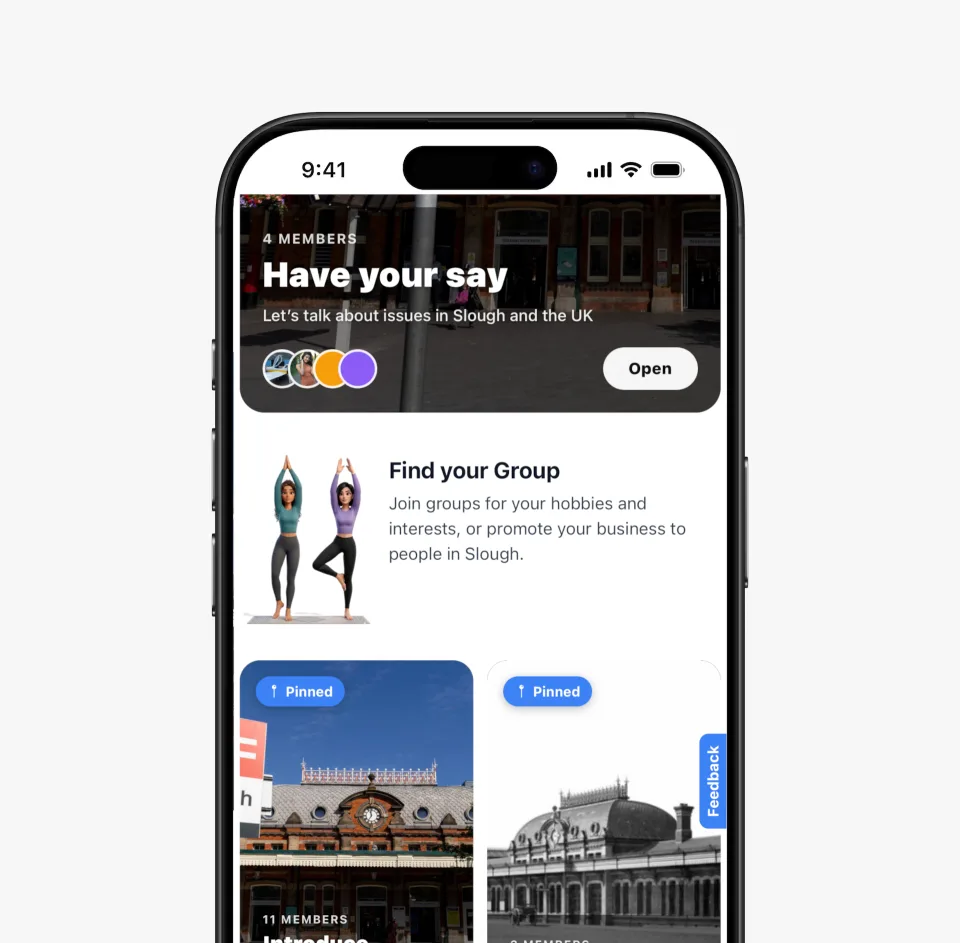 9:41
4 MEMBERS
Have your say
Let's talk about issues in Slough and the UK
Open
Find your Group
Join groups for your hobbies and
interests, or promote your business to
people in Slough.
Pinned
Pinned
Feedback
h
11 MEMBERS
Introduce